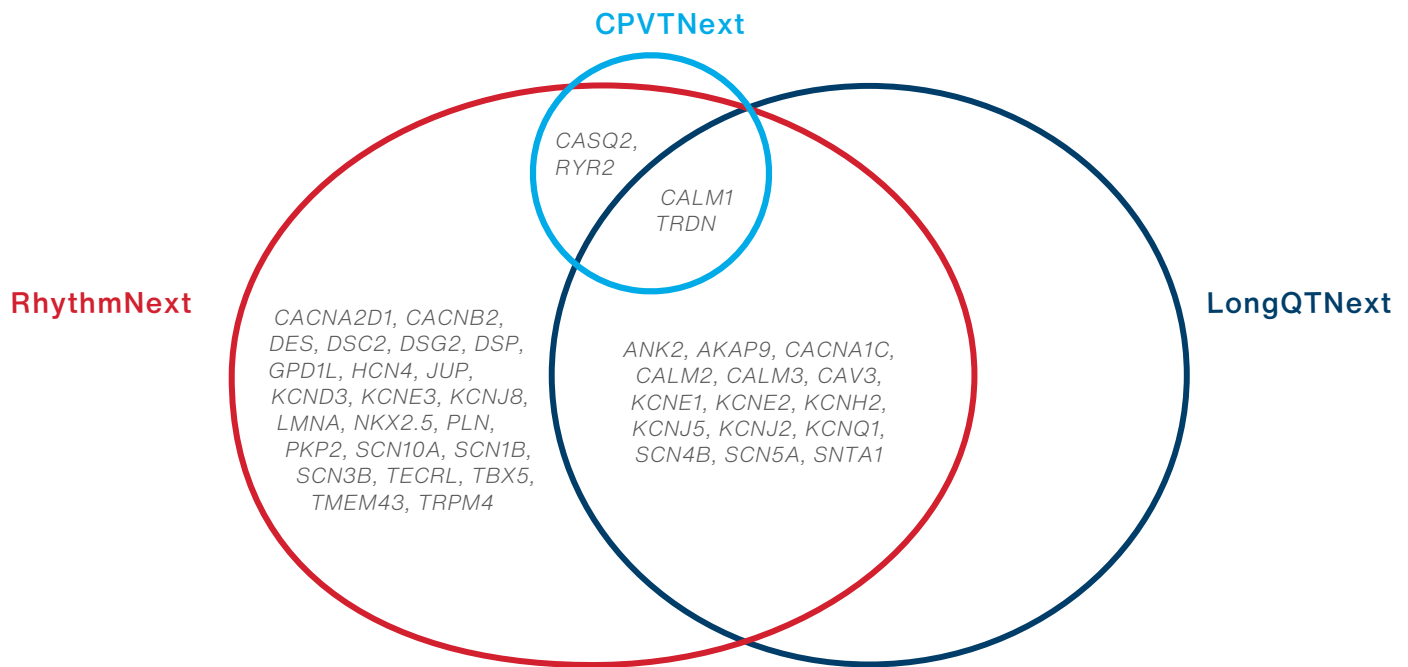 CPVTNext
CASQ2,
RYR2
CALM1
TRDN
RhythmNext
LongQTNext
CACNA2D1, CACNB2,
DES, DSC2, DSG2, DSP,
GPD1L, HCN4, JUP,
KCND3, KCNE3, KCNJ8,
LMNA, NKX2.5, PLN,
PKP2, SCN10A, SCN1B,
SCN3B, TECRL, TBX5,
TMEM43, TRPM4
ANK2, AKAP9, CACNA1C,
CALM2, CALM3, CAV3,
KCNE1, KCNE2, KCNH2,
KCNJ5, KCNJ2, KCNQ1,
SCN4B, SCN5A, SNTA1